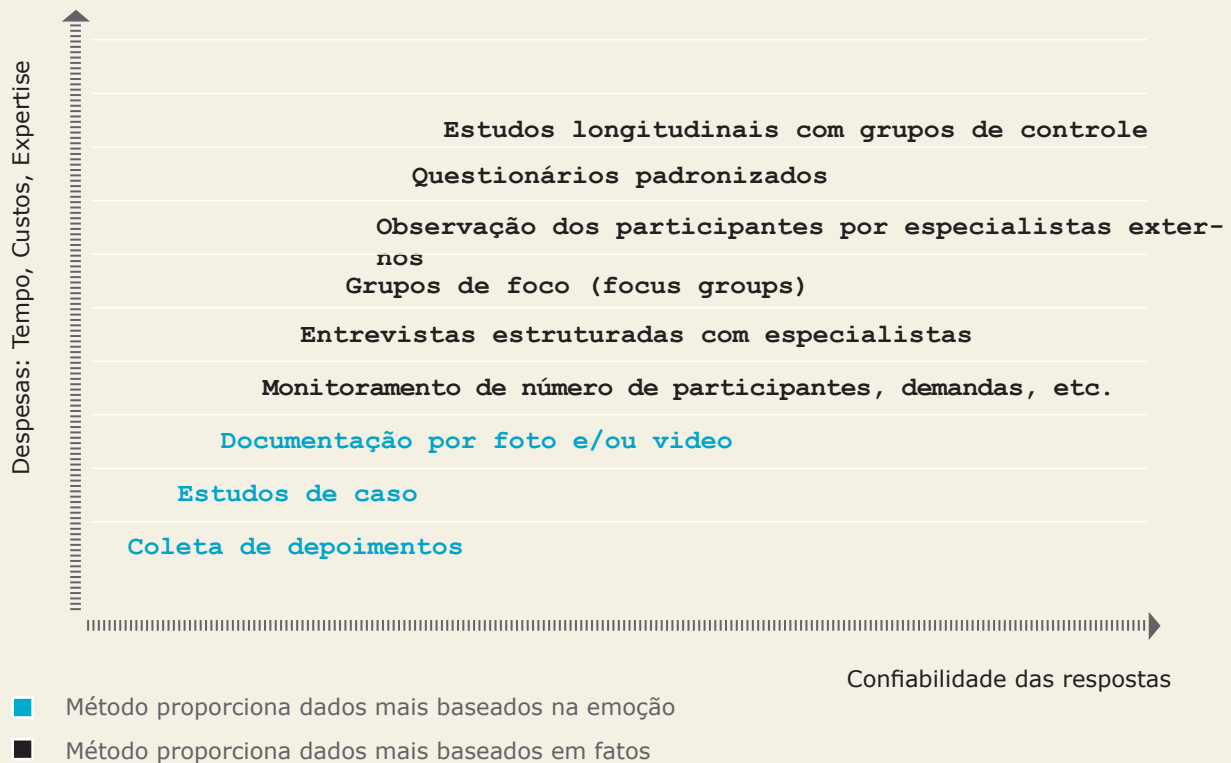 Despesas: Tempo, Custos, Expertise
Estudos longitudinais com grupos de controle
Questionários padronizados
Observação dos participantes por especialistas exter-
nos
Grupos de foco (focus groups)
Entrevistas estruturadas com especialistas
Monitoramento de número de participantes, demandas, etc.
Documentação por foto e/ou video
Estudos de caso
Coleta de depoimentos
Confiabilidade das respostas
Método proporciona dados mais baseados na emoção
Método proporciona dados mais baseados em fatos